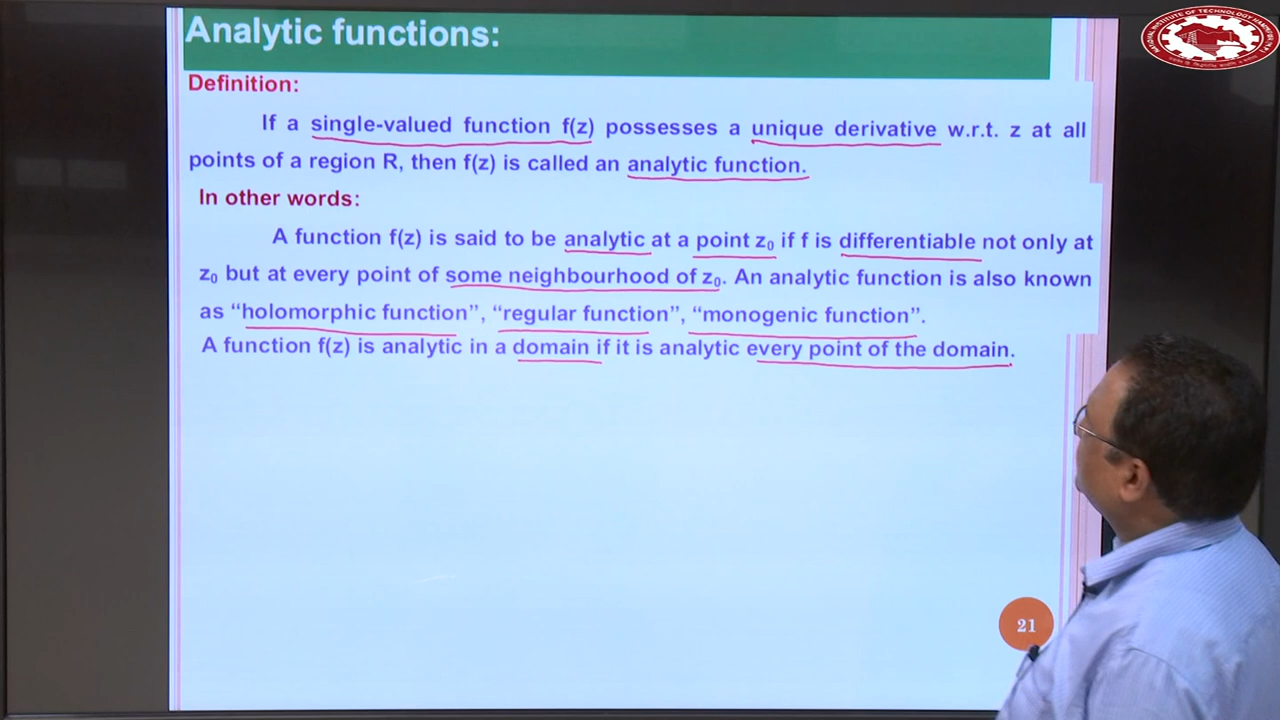 Analytic functions:
Definition:
If a single-valued function f(z) possesses a unique derivative w.r.t. z at all
points of a region R, then f(z) is called an analytic function.
In other words:
A function f(z) is said to be analytic at a point z₀ if f is differentiable not only at
z₀ but at every point of some neighbourhood of z₀. An analytic function is also known
as “holomorphic function”, “regular function”, “monogenic function”.
A function f(z) is analytic in a domain if it is analytic every point of the domain.
21